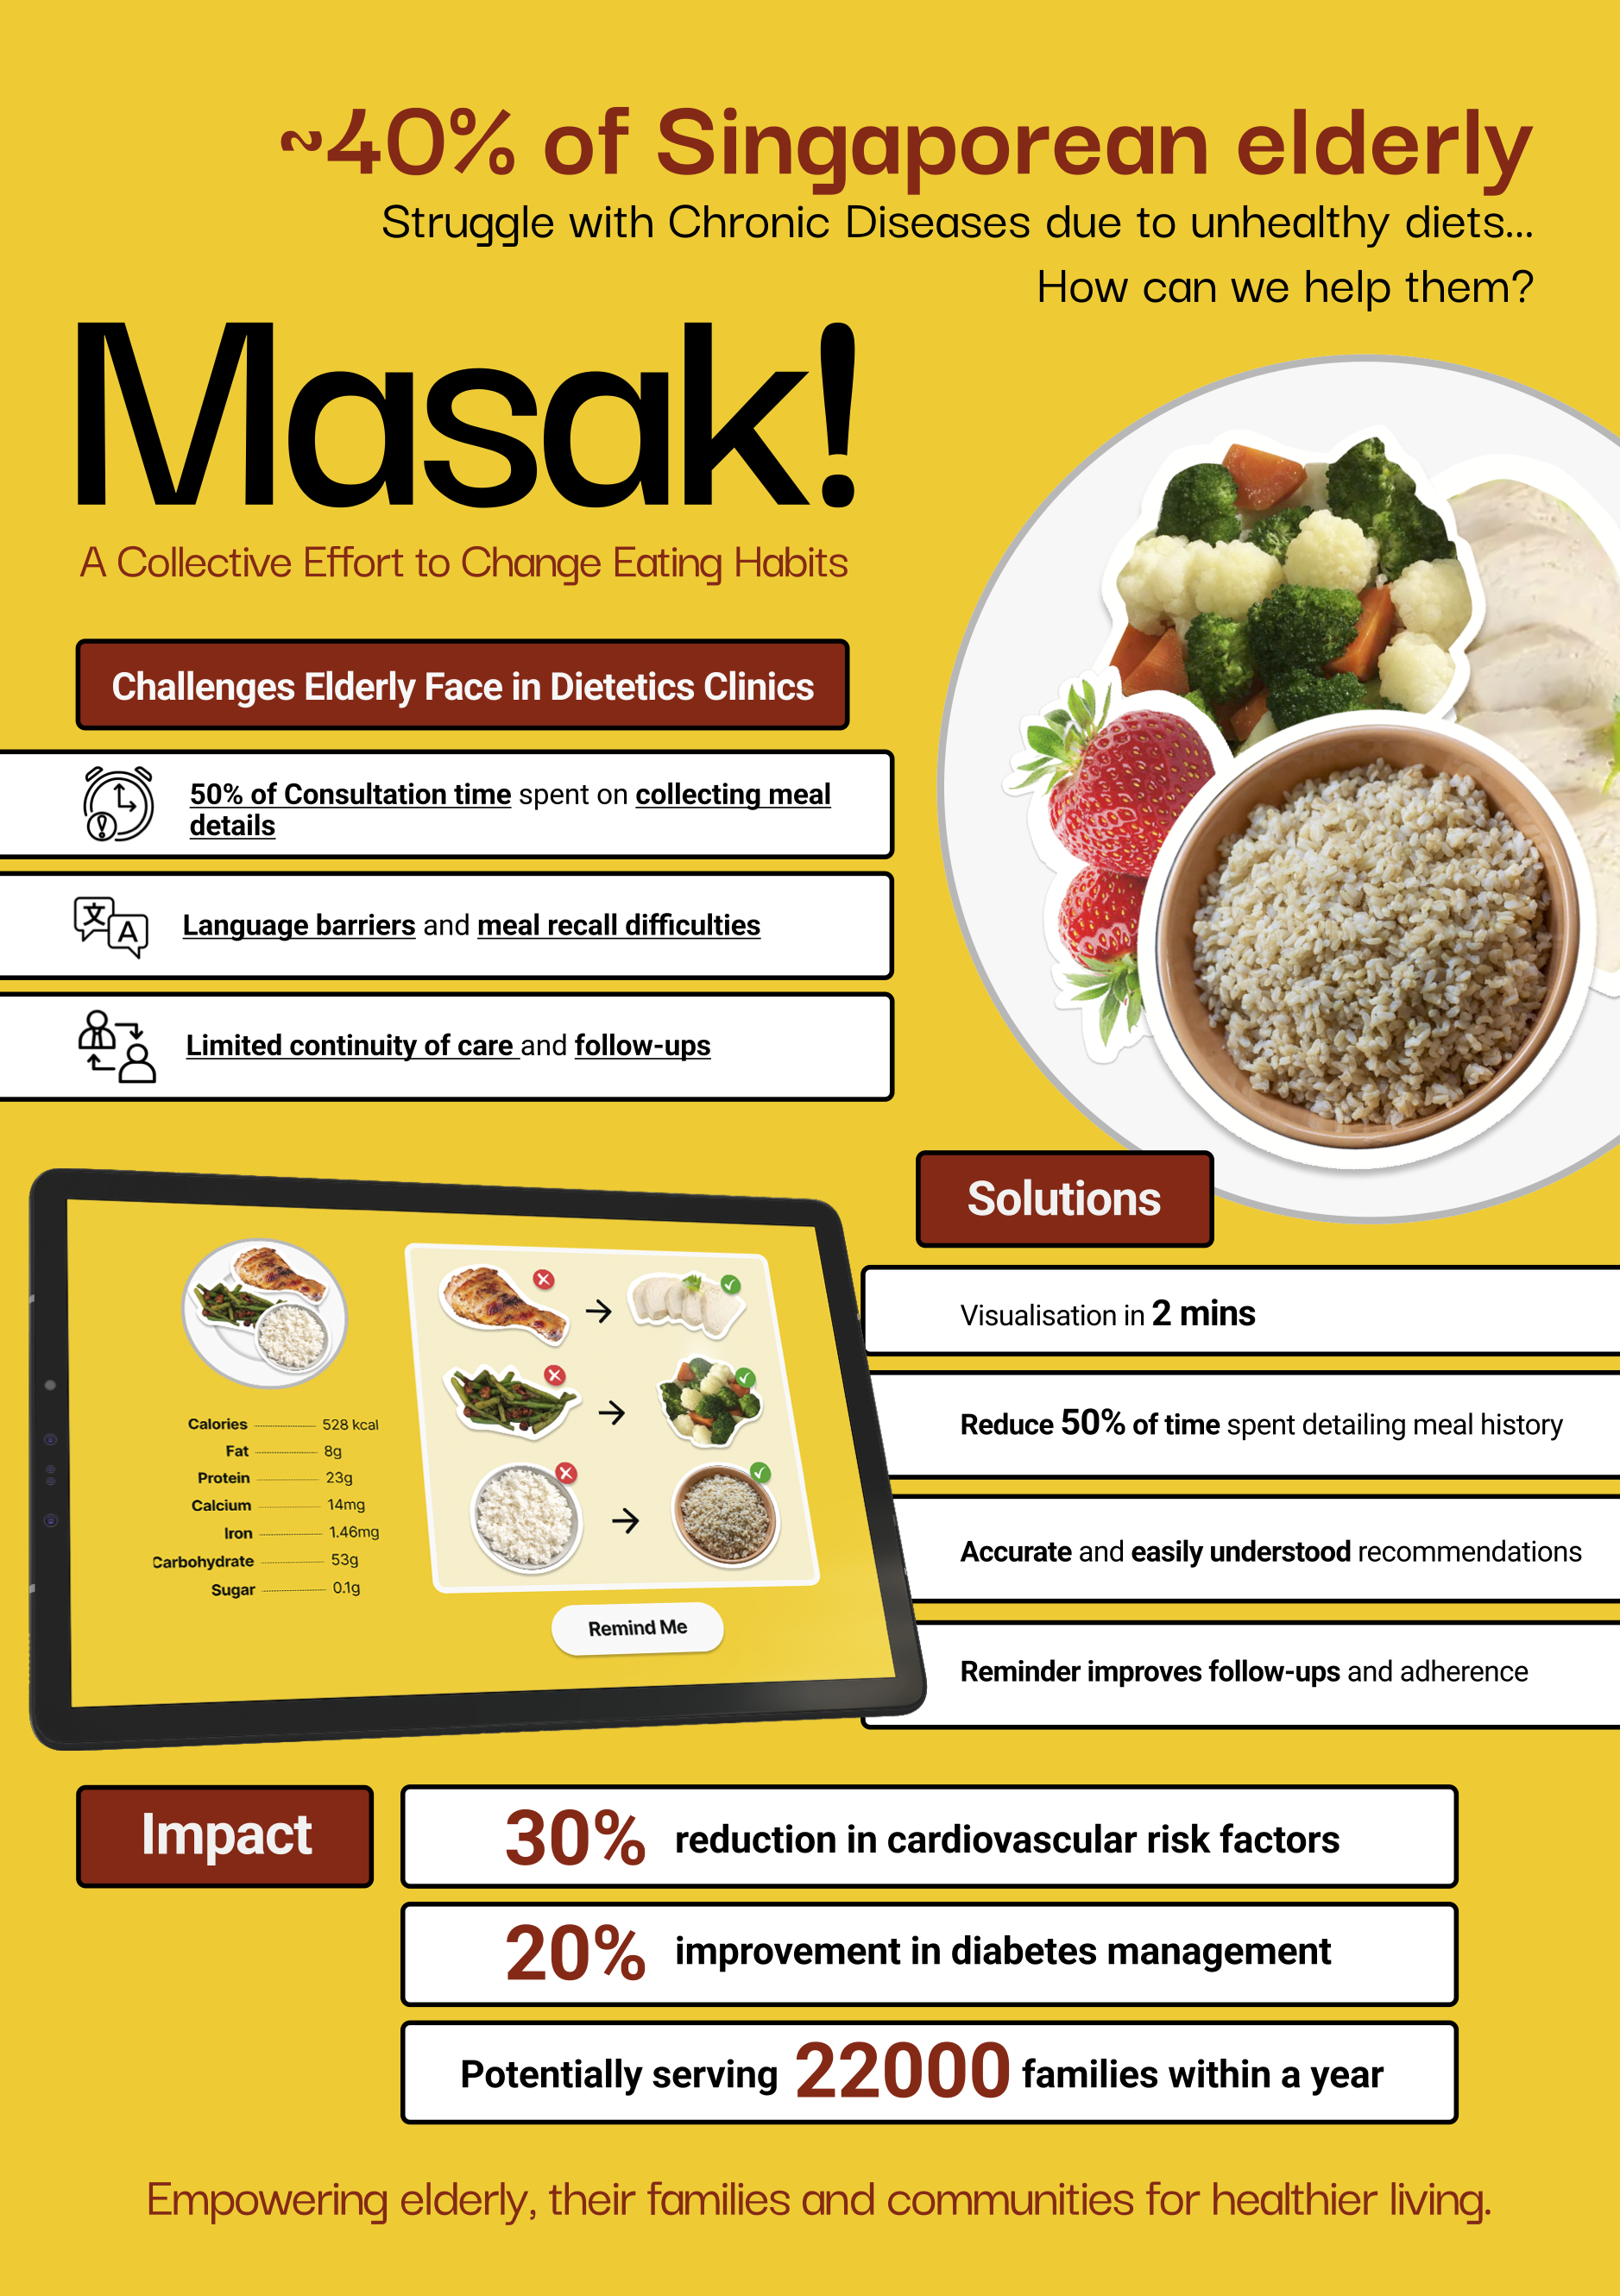 ~40% of Singaporean elderly
Struggle with Chronic Diseases due to unhealthy diets...
How can we help them?
Masak!
A Collective Effort to Change Eating Habits
Challenges Elderly Face in Dietetics Clinics
50% of Consultation time spent on collecting meal
details
文 A
Language barriers and meal recall difficulties
Limited continuity of care and follow-ups
Solutions
Visualisation in 2 mins
Reduce 50% of time spent detailing meal history
Accurate and easily understood recommendations
Reminder improves follow-ups and adherence
Calories 528 kcal
Fat 8g
Protein 23g
Calcium 14mg
Iron 1.46mg
Carbohydrate 53g
Sugar 0.1g
Remind Me
Impact
30% reduction in cardiovascular risk factors
20% improvement in diabetes management
Potentially serving 22000 families within a year
Empowering elderly, their families and communities for healthier living.